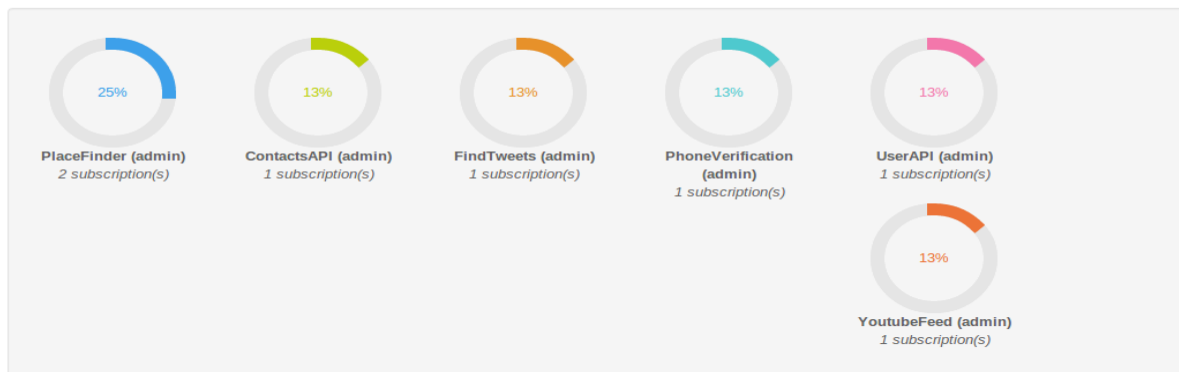 25%
13%
13%
13%
13%
PlaceFinder (admin)
2 subscription(s)
ContactsAPI (admin)
1 subscription(s)
FindTweets (admin)
1 subscription(s)
PhoneVerification
(admin)
1 subscription(s)
UserAPI (admin)
1 subscription(s)
13%
YoutubeFeed (admin)
1 subscription(s)